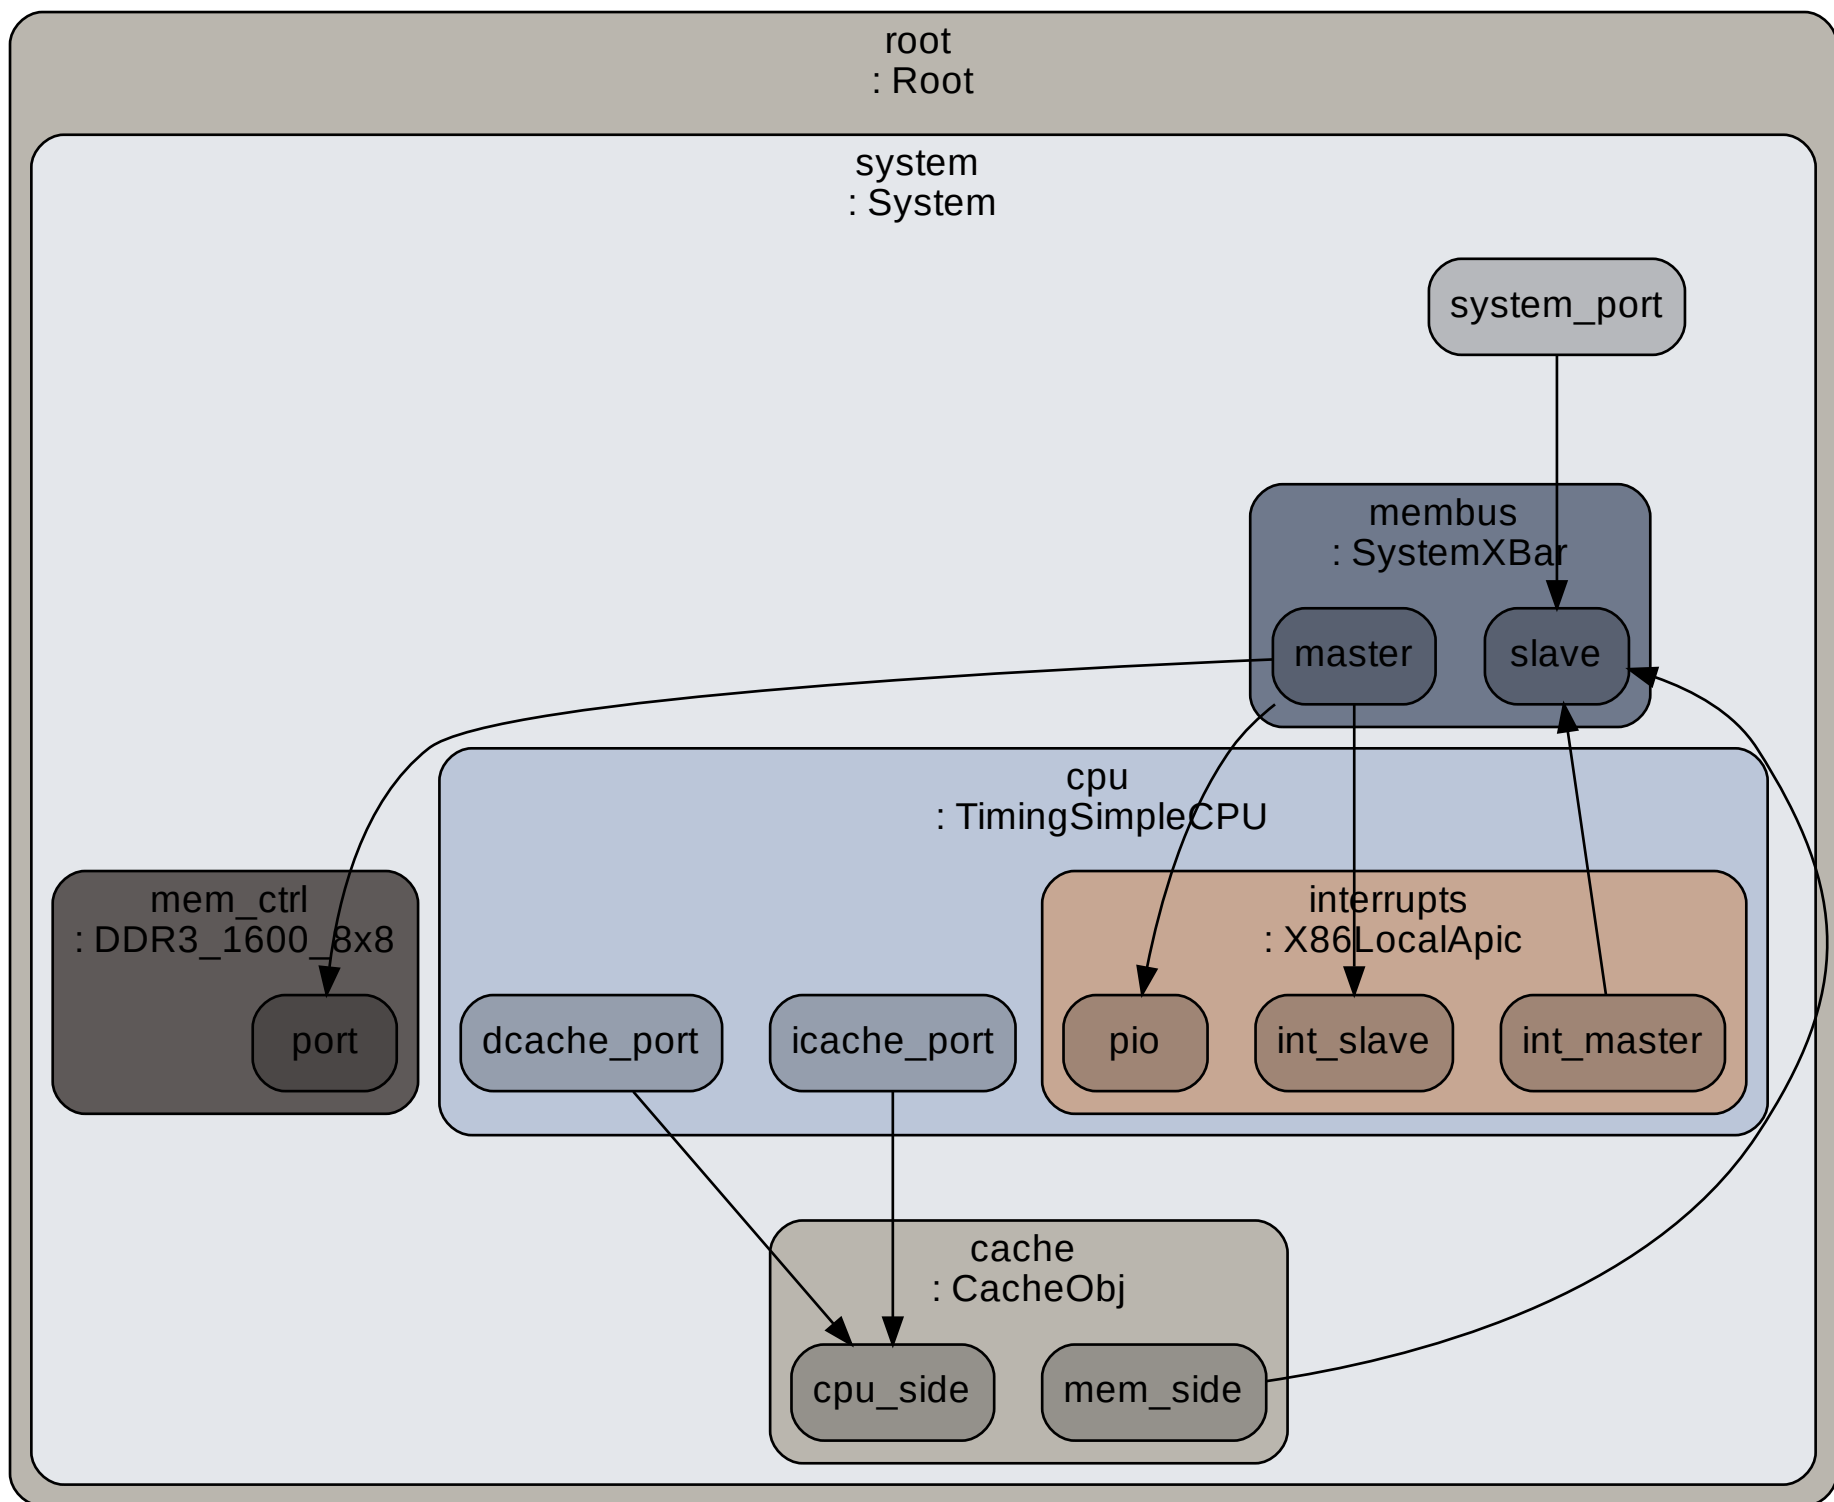 root
: Root
system
: System
system_port
membus
: SystemXBar
master
slave
cpu
: TimingSimpleCPU
mem_ctrl
: DDR3_1600_8x8
interrupts
: X86LocalApic
port
dcache_port
icache_port
pio
int_slave
int_master
cache
: CacheObj
cpu_side
mem_side